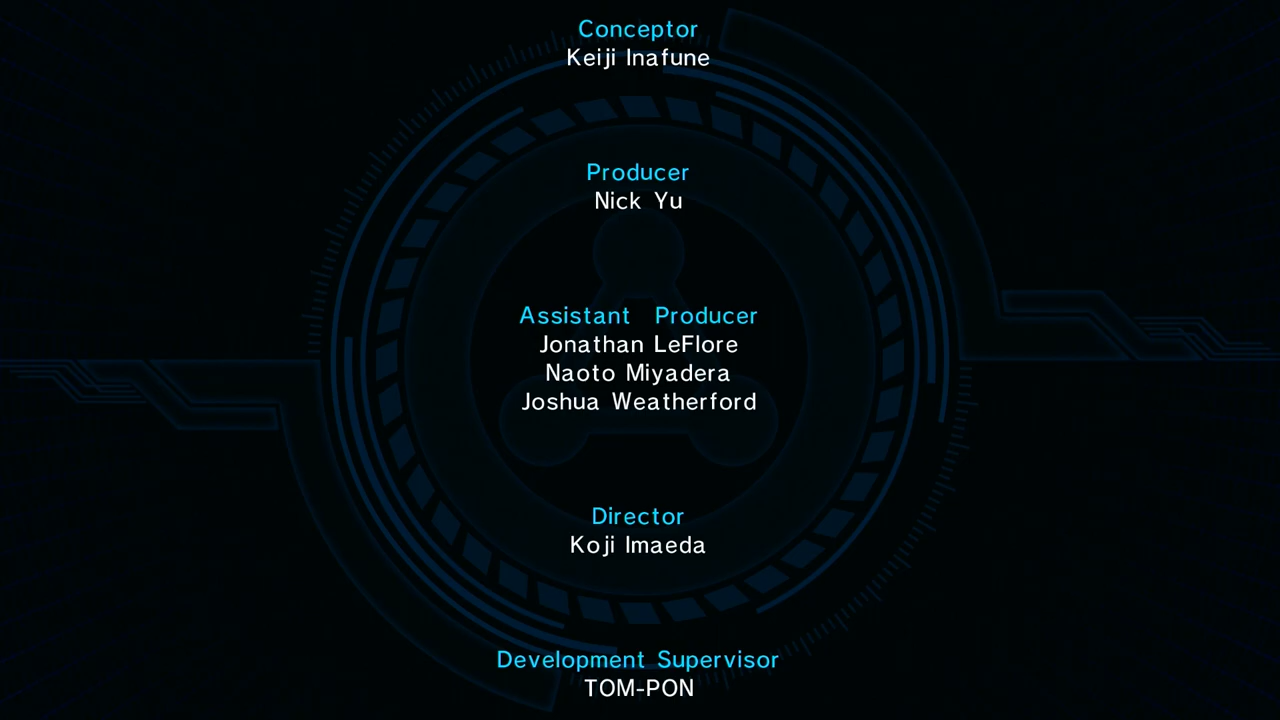 Conceptor
Keiji Inafune
Producer
Nick Yu
Assistant Producer
Jonathan LeFlore
Naoto Miyadera
Joshua Weatherford
Director
Koji Imaeda
Development Supervisor
TOM-PON